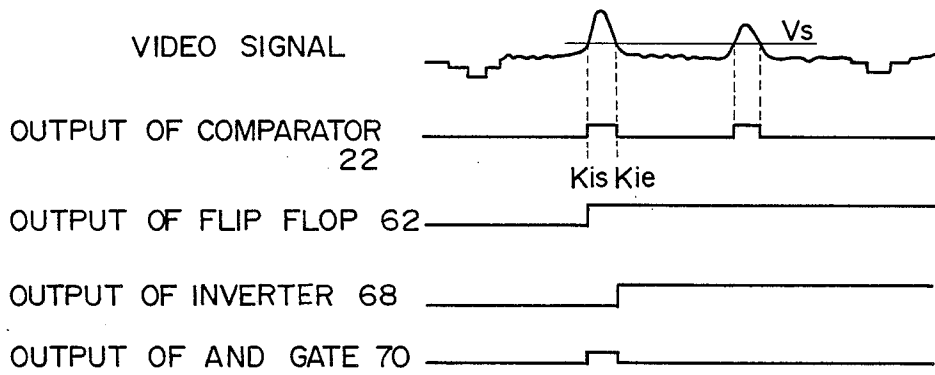 VIDEO SIGNAL
Vs
OUTPUT OF COMPARATOR
22
Kis Kie
OUTPUT OF FLIP FLOP 62
OUTPUT OF INVERTER 68
OUTPUT OF AND GATE 70